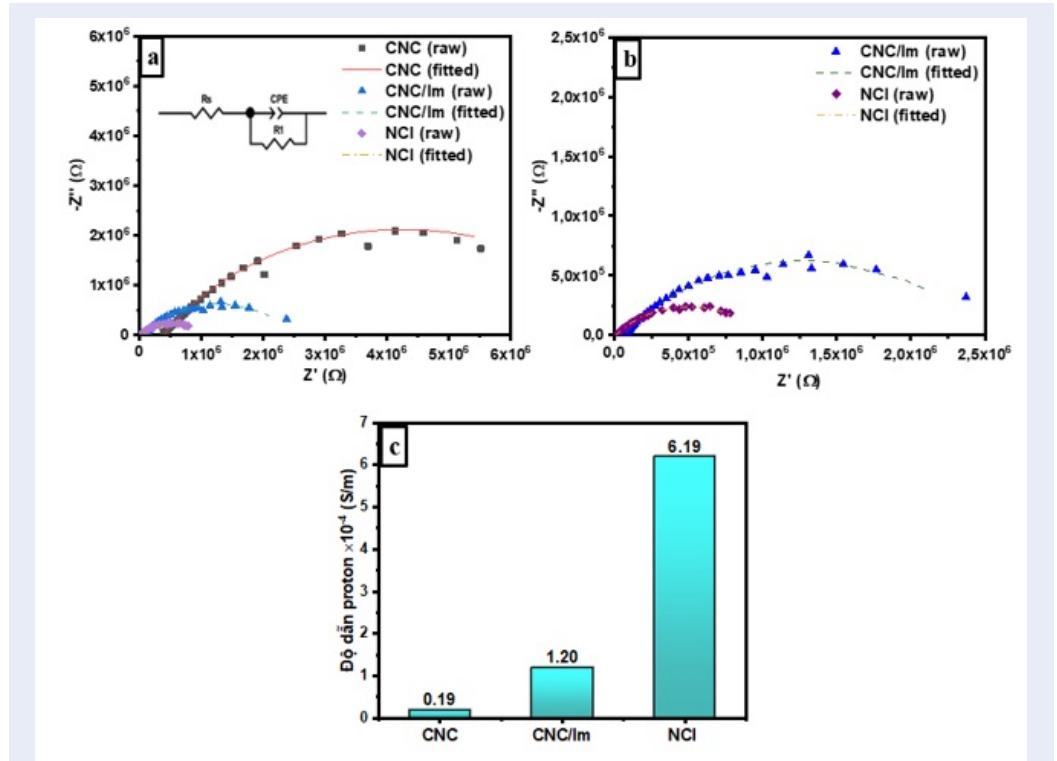 a
6x10⁶
5x10⁶
4x10⁶
3x10⁶
2x10⁶
1x10⁶
0
-Z'' (Ω)
CNC (raw)
CNC (fitted)
CNC/Im (raw)
CNC/Im (fitted)
NCI (raw)
NCI (fitted)
Rs
CPE
R1
0
1x10⁶
2x10⁶
3x10⁶
4x10⁶
5x10⁶
6x10⁶
Z' (Ω)
b
2,5x10⁶
2,0x10⁶
1,5x10⁶
1,0x10⁶
5,0x10⁵
0,0
-Z'' (Ω)
CNC/Im (raw)
CNC/Im (fitted)
NCI (raw)
NCI (fitted)
0,0
5,0x10⁵
1,0x10⁶
1,5x10⁶
2,0x10⁶
2,5x10⁶
Z' (Ω)
c
7
6
5
4
3
2
1
0
Độ dẫn proton ×10⁻⁴ (S/m)
0.19
1.20
6.19
CNC
CNC/Im
NCI